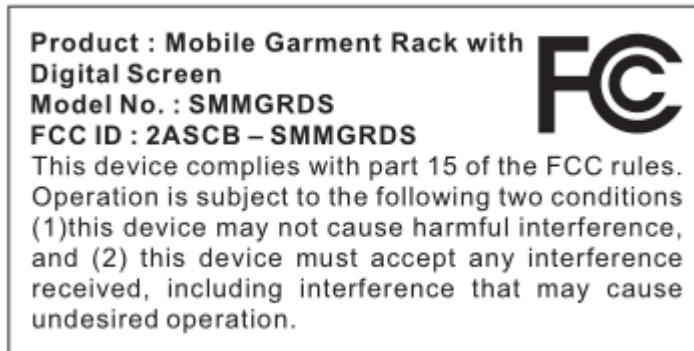 Product : Mobile Garment Rack with
Digital Screen
Model No. : SMMGRDS
FCC ID : 2ASCB – SMMGRDS
This device complies with part 15 of the FCC rules.
Operation is subject to the following two conditions
(1)this device may not cause harmful interference,
and (2) this device must accept any interference
received, including interference that may cause
undesired operation.
FC